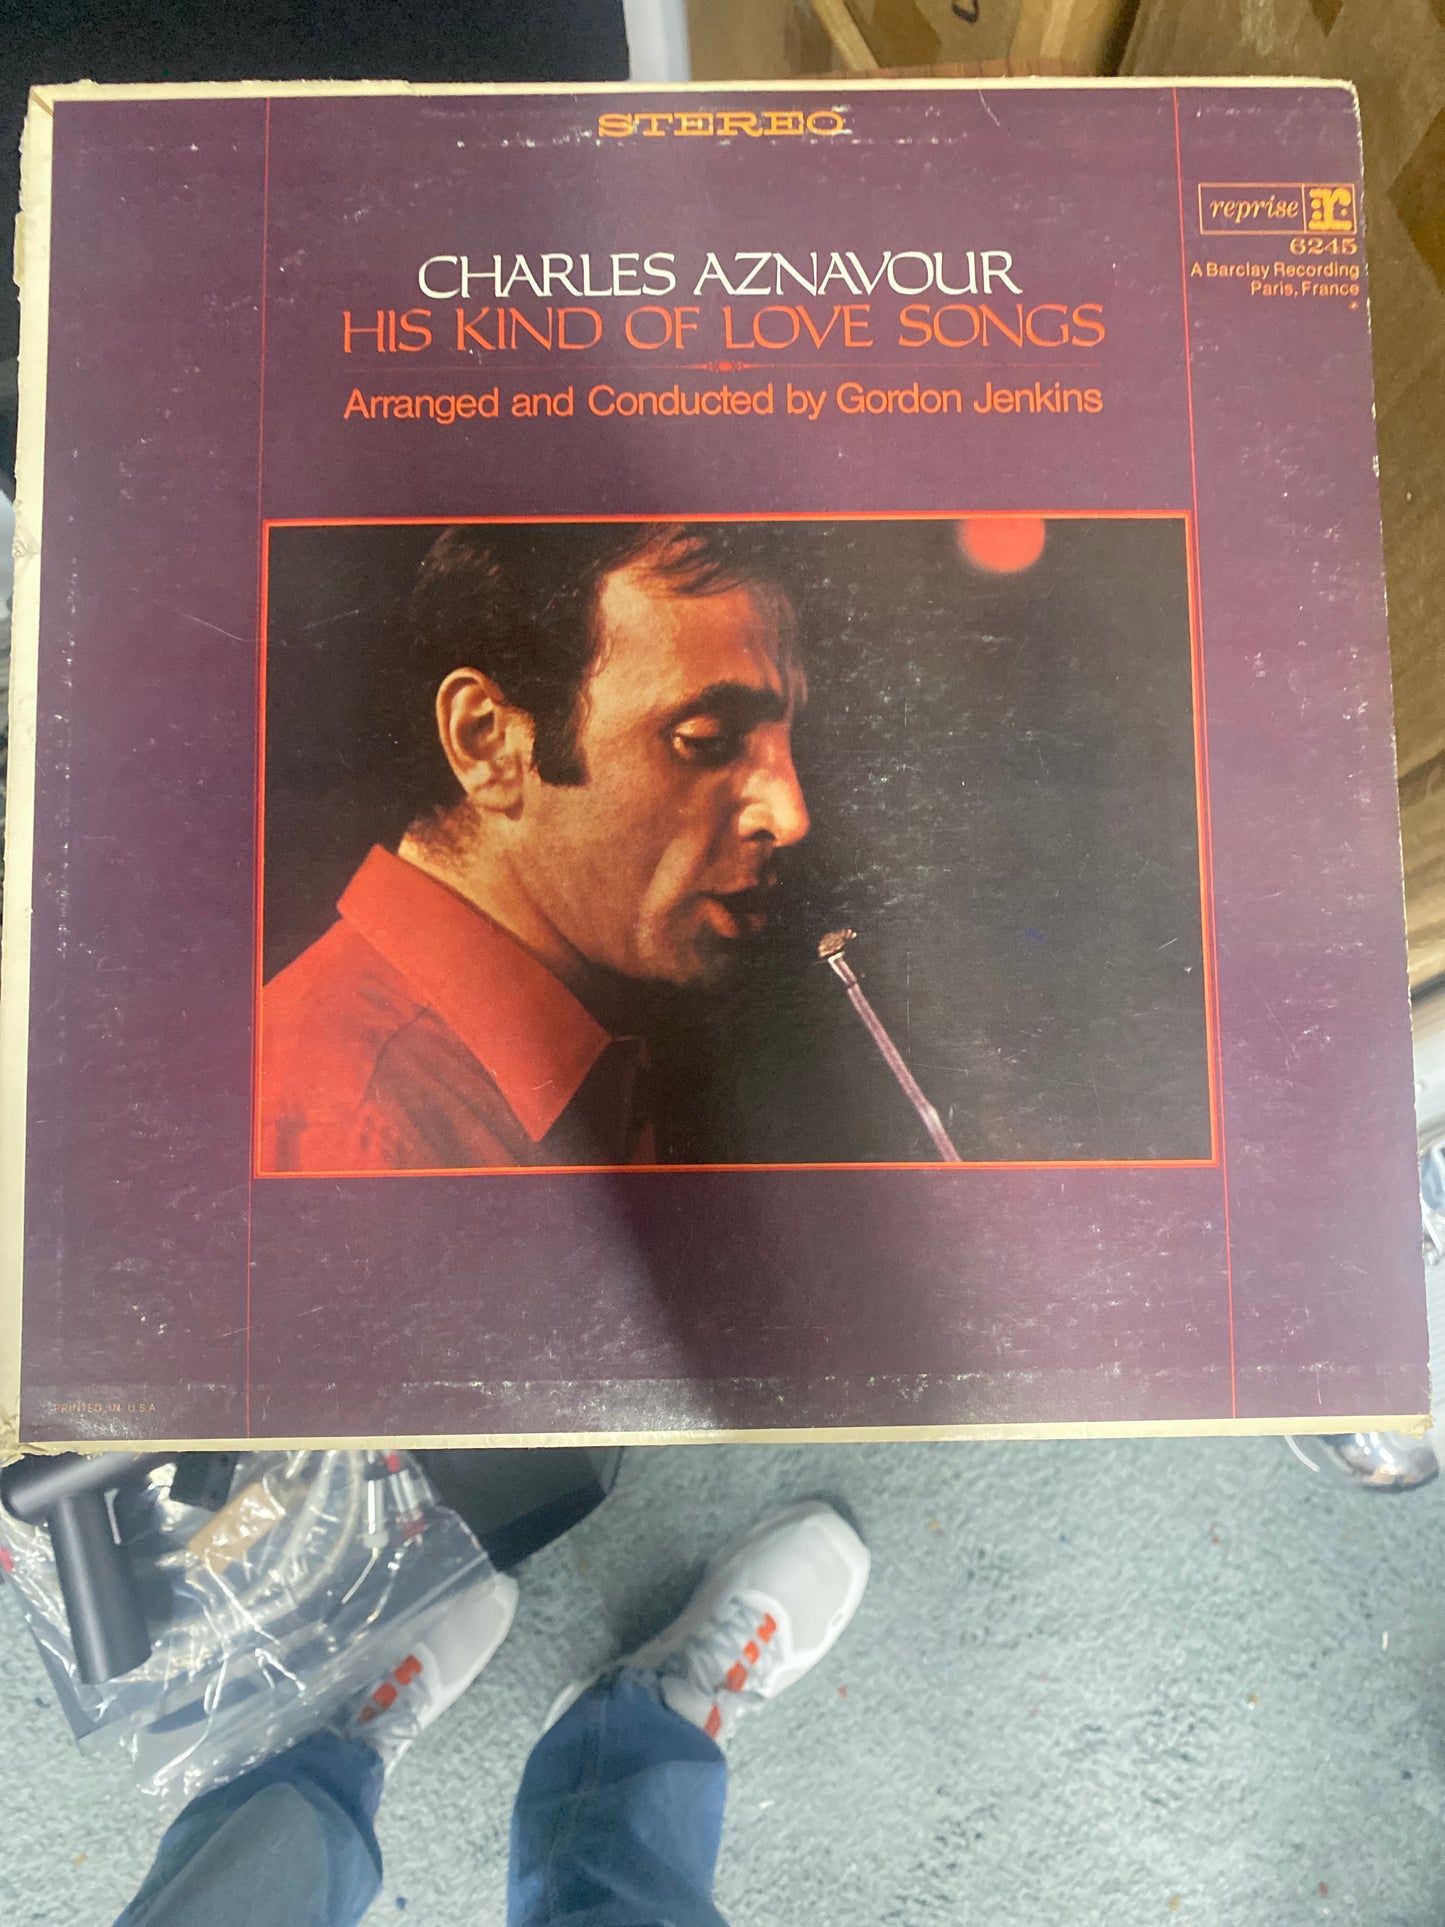 STEREO
reprise r
6245
A Barclay Recording
Paris, France
CHARLES AZNAVOUR
HIS KIND OF LOVE SONGS
Arranged and Conducted by Gordon Jenkins
PRINTED IN U.S.A